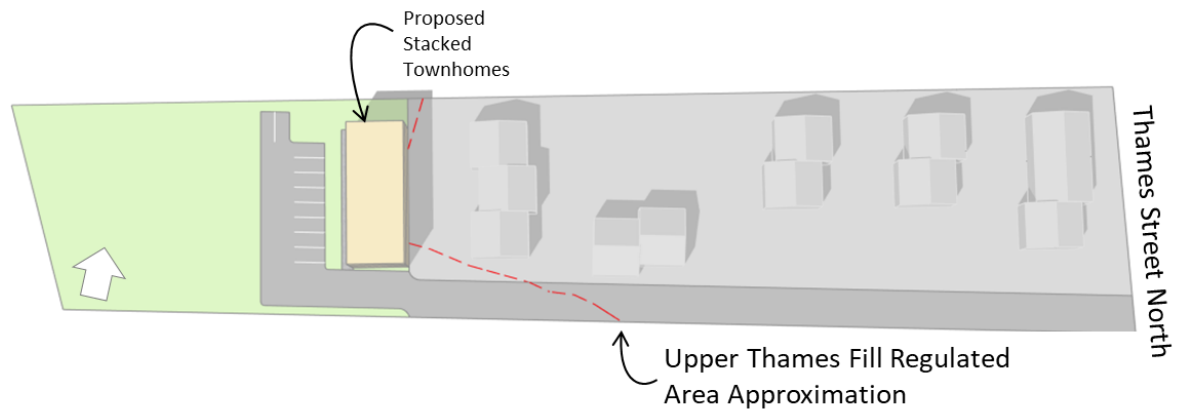 Proposed
Stacked
Townhomes
Thames Street North
Upper Thames Fill Regulated
Area Approximation